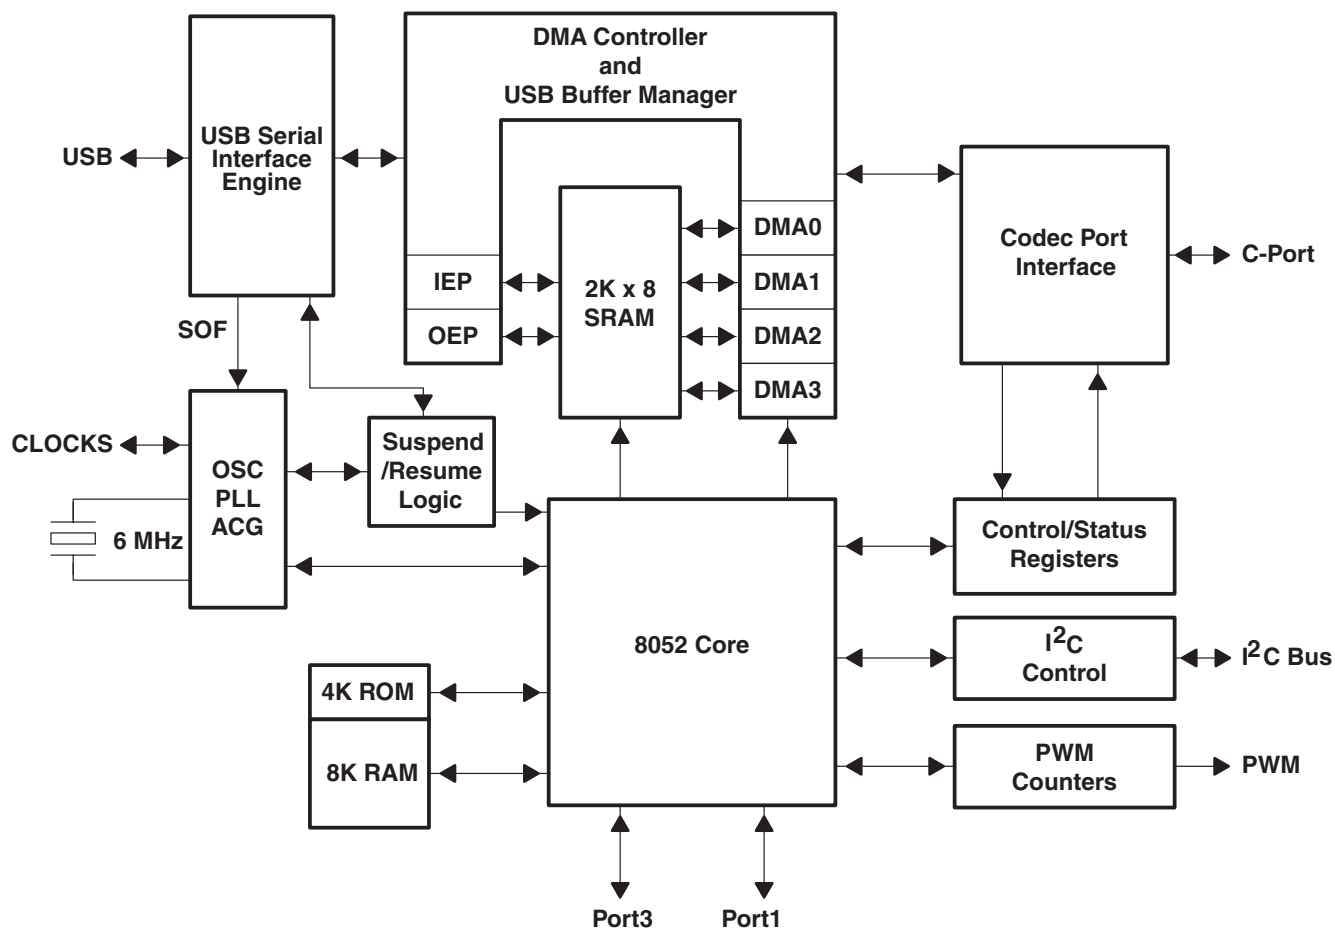 DMA Controller
and
USB Buffer Manager
USB
USB Serial
Interface
Engine
DMA0
DMA1
DMA2
DMA3
IEP
OEP
2K x 8
SRAM
Codec Port
Interface
C-Port
SOF
CLOCKS
OSC
PLL
ACG
6 MHz
Suspend
/Resume
Logic
8052 Core
Control/Status
Registers
I²C
Control
I²C Bus
4K ROM
8K RAM
PWM
Counters
PWM
Port3
Port1